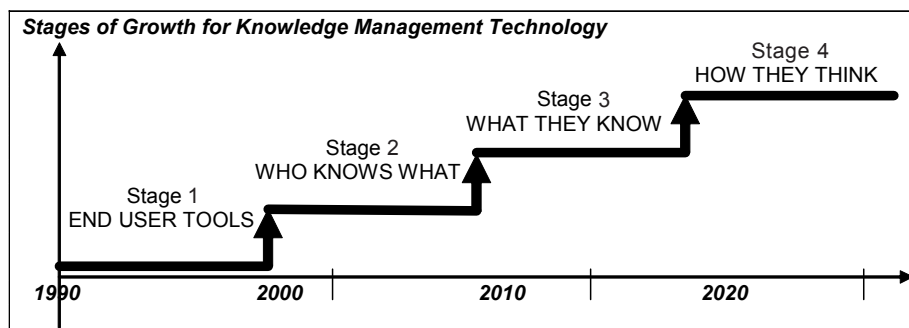 Stages of Growth for Knowledge Management Technology
Stage 4
HOW THEY THINK
Stage 3
WHAT THEY KNOW
Stage 2
WHO KNOWS WHAT
Stage 1
END USER TOOLS
1990 2000 2010 2020